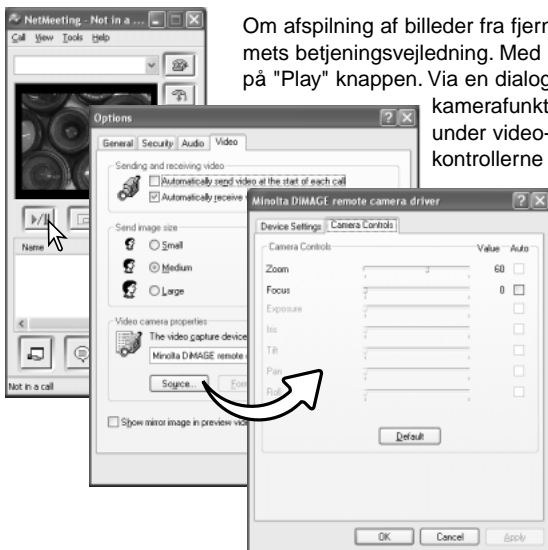 NetMeeting - Not in a ...
Call View Tools Help
Name
Not in a call
Om afspilning af billeder fra fjern
mets betjeningsvejledning. Med
på "Play" knappen. Via en dialog
kamerafunkt
under video-
kontrollerne
Options
General Security Audio Video
Sending and receiving video
Automatically send video at the start of each call
Automatically receive
Send image size
Small
Medium
Large
Video camera properties
The video capture device
Minolta DiMAGE remote
Source...
Show mirror image in preview vid
Minolta DiMAGE remote camera driver
Device Settings Camera Controls
Camera Controls Value Auto
Zoom 60
Focus 0
Exposure
Iris
Tilt
Pan
Roll
Default
OK Cancel Apply